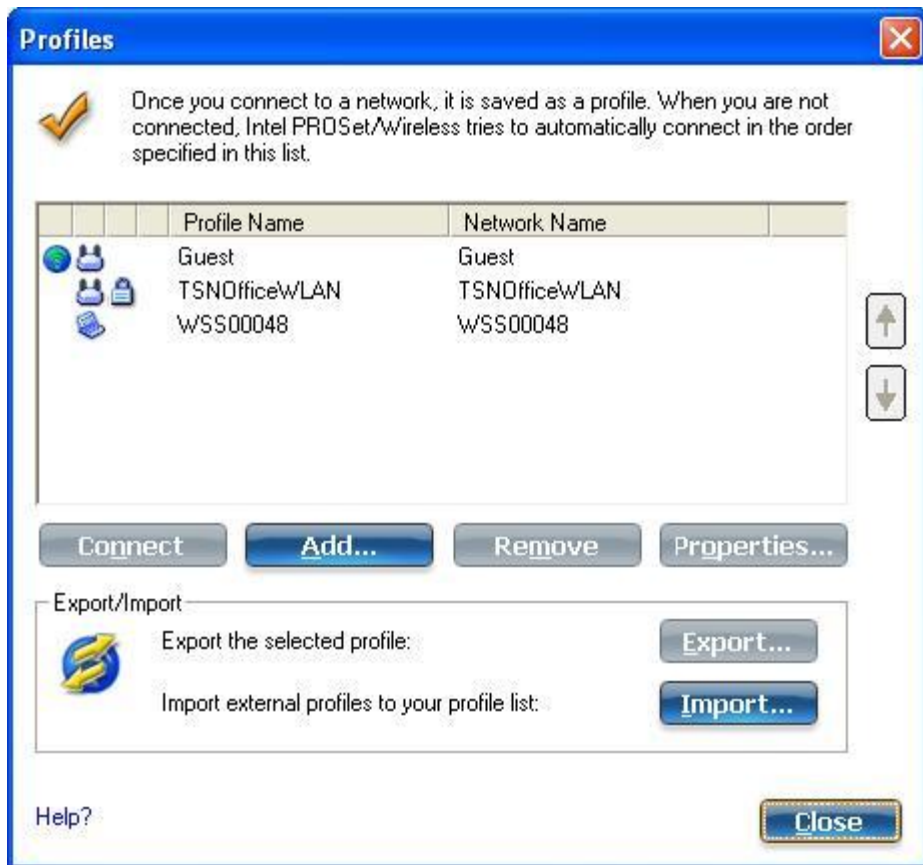 Profiles
Once you connect to a network, it is saved as a profile. When you are not
connected, Intel PROSet/Wireless tries to automatically connect in the order
specified in this list.
Profile Name Network Name
Guest Guest
TSNOfficeWLAN TSNOfficeWLAN
WSS00048 WSS00048
Connect Add... Remove Properties...
Export/Import
Export the selected profile: Export...
Import external profiles to your profile list: Import...
Help? Close